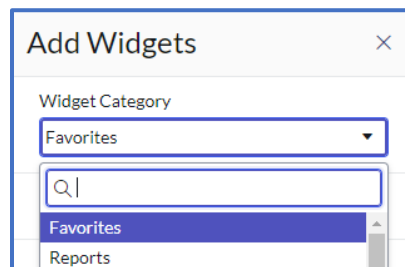 Add Widgets
Widget Category
Favorites
Favorites
Reports